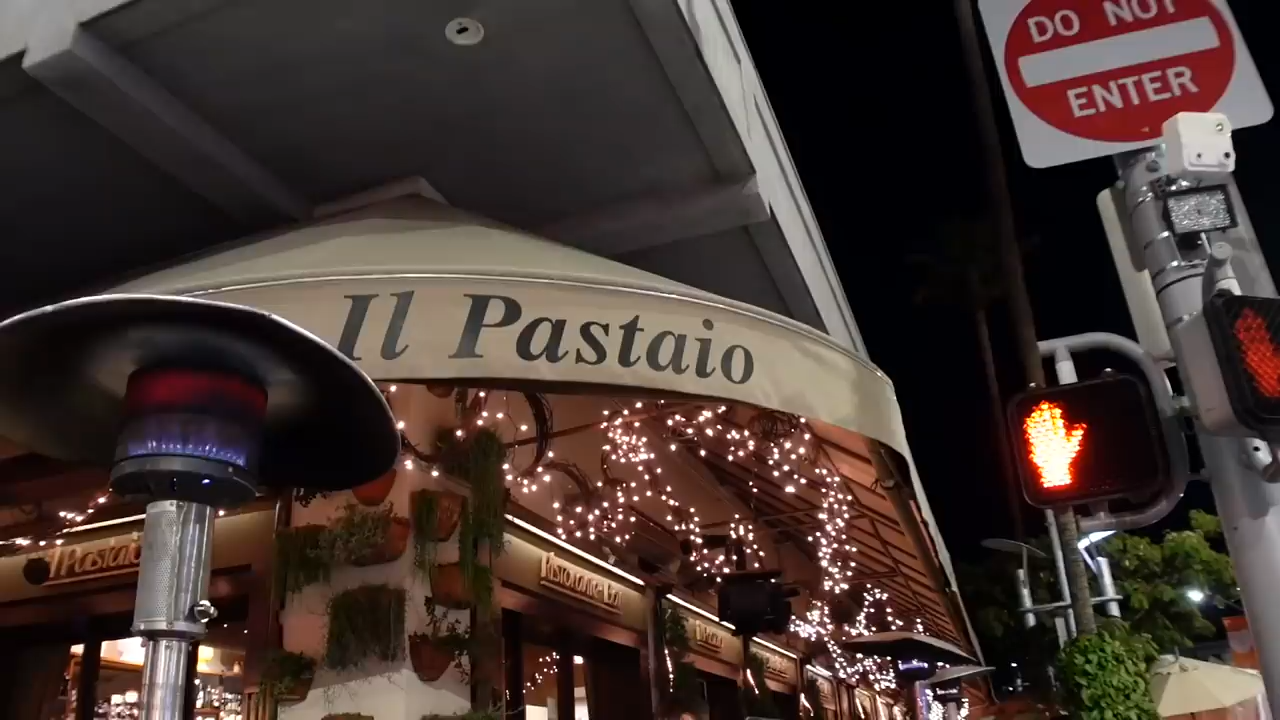 DO NOT
ENTER
Il Pastaio
Il Pastaio
Ristorante Bar